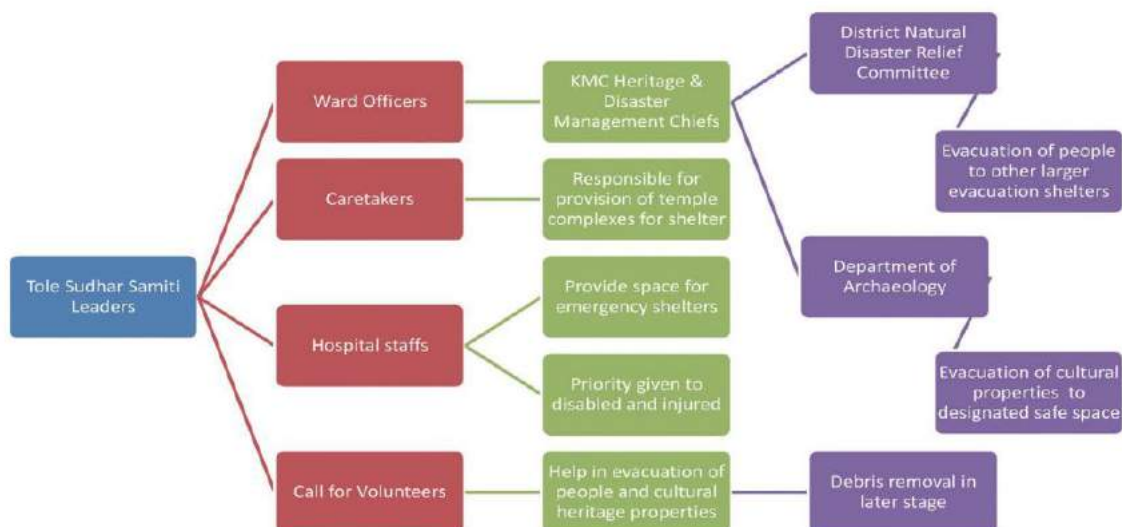 Tole Sudhar Samiti
Leaders
Ward Officers
Caretakers
Hospital staffs
Call for Volunteers
KMC Heritage &
Disaster
Management Chiefs
Responsible for
provision of temple
complexes for shelter
Provide space for
emergency shelters
Priority given to
disabled and injured
Help in evacuation of
people and cultural
heritage properties
District Natural
Disaster Relief
Committee
Evacuation of people
to other larger
evacuation shelters
Department of
Archaeology
Evacuation of cultural
properties to
designated safe space
Debris removal in
later stage